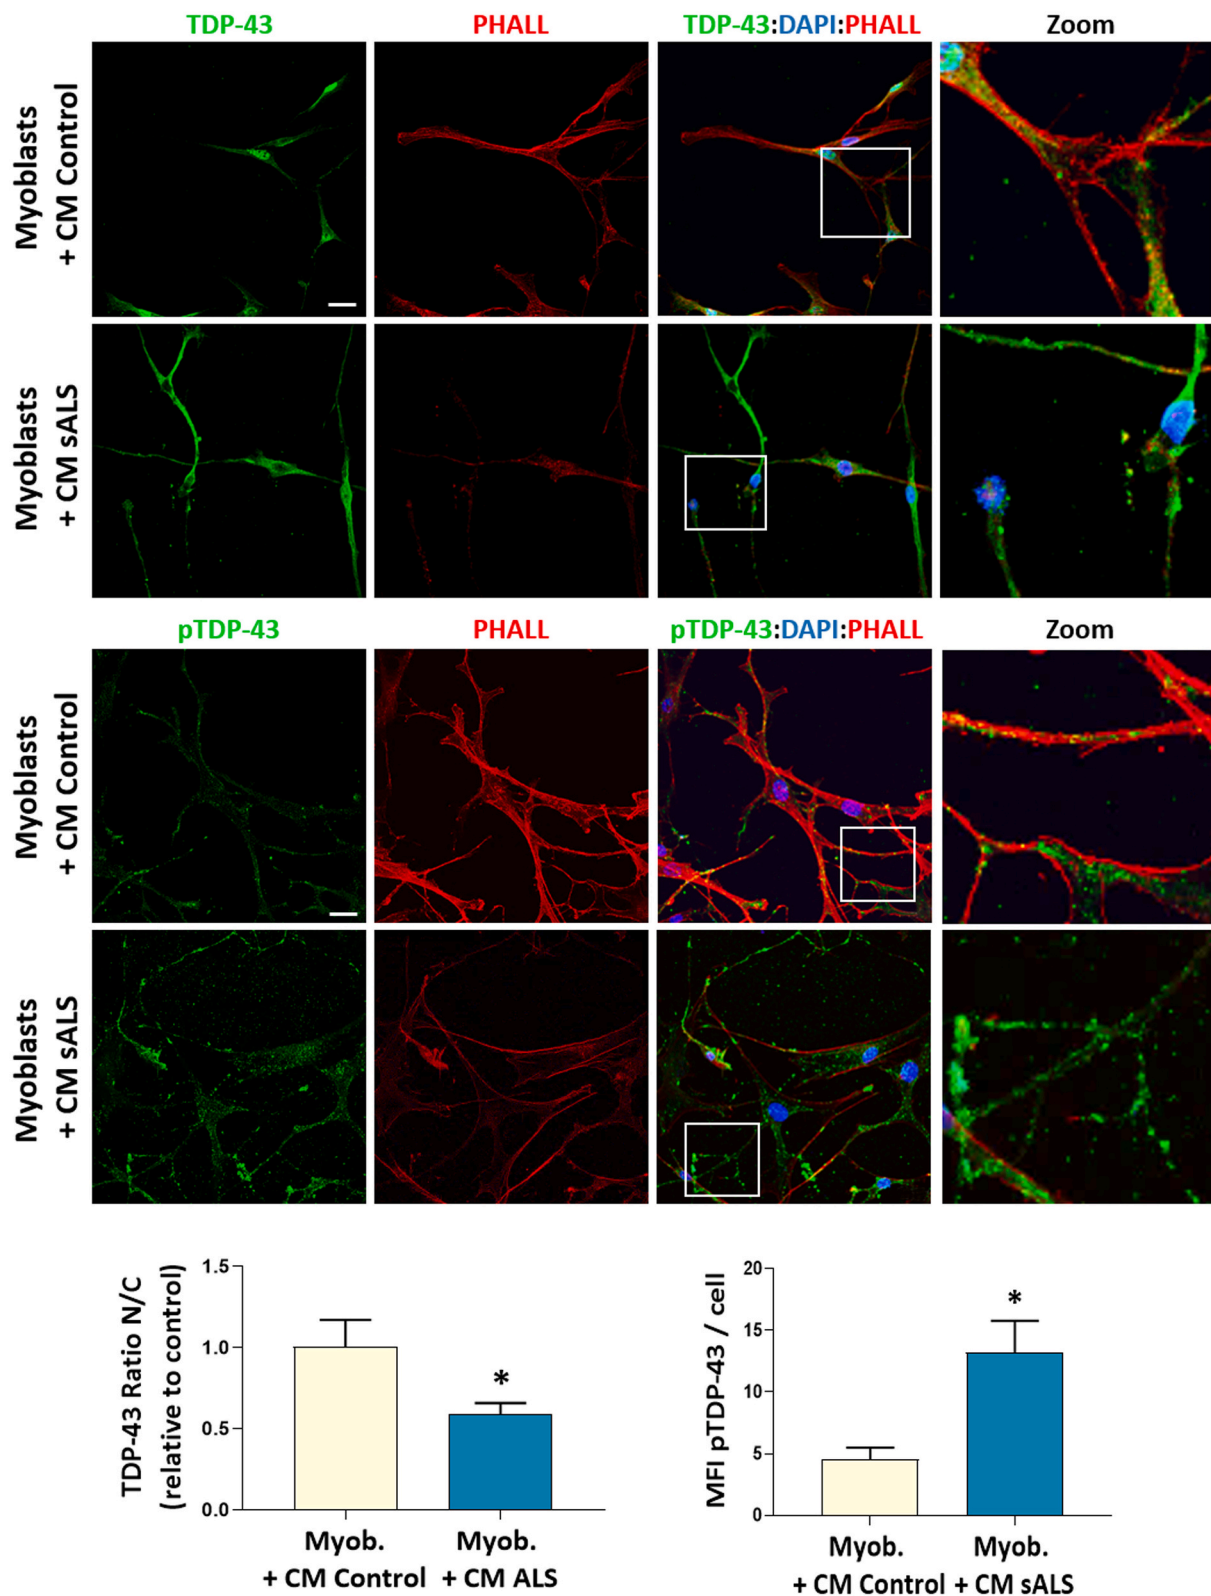 TDP-43
PHALL
TDP-43:DAPI:PHALL
Zoom
Myoblasts
+ CM Control
Myoblasts
+ CM sALS
pTDP-43
PHALL
pTDP-43:DAPI:PHALL
Zoom
Myoblasts
+ CM Control
Myoblasts
+ CM sALS
TDP-43 Ratio N/C
(relative to control)
1.5
1.0
0.5
0.0
*
Myob.
+ CM Control
Myob.
+ CM ALS
MFI pTDP-43 / cell
20
15
10
5
0
*
Myob.
+ CM Control
Myob.
+ CM sALS